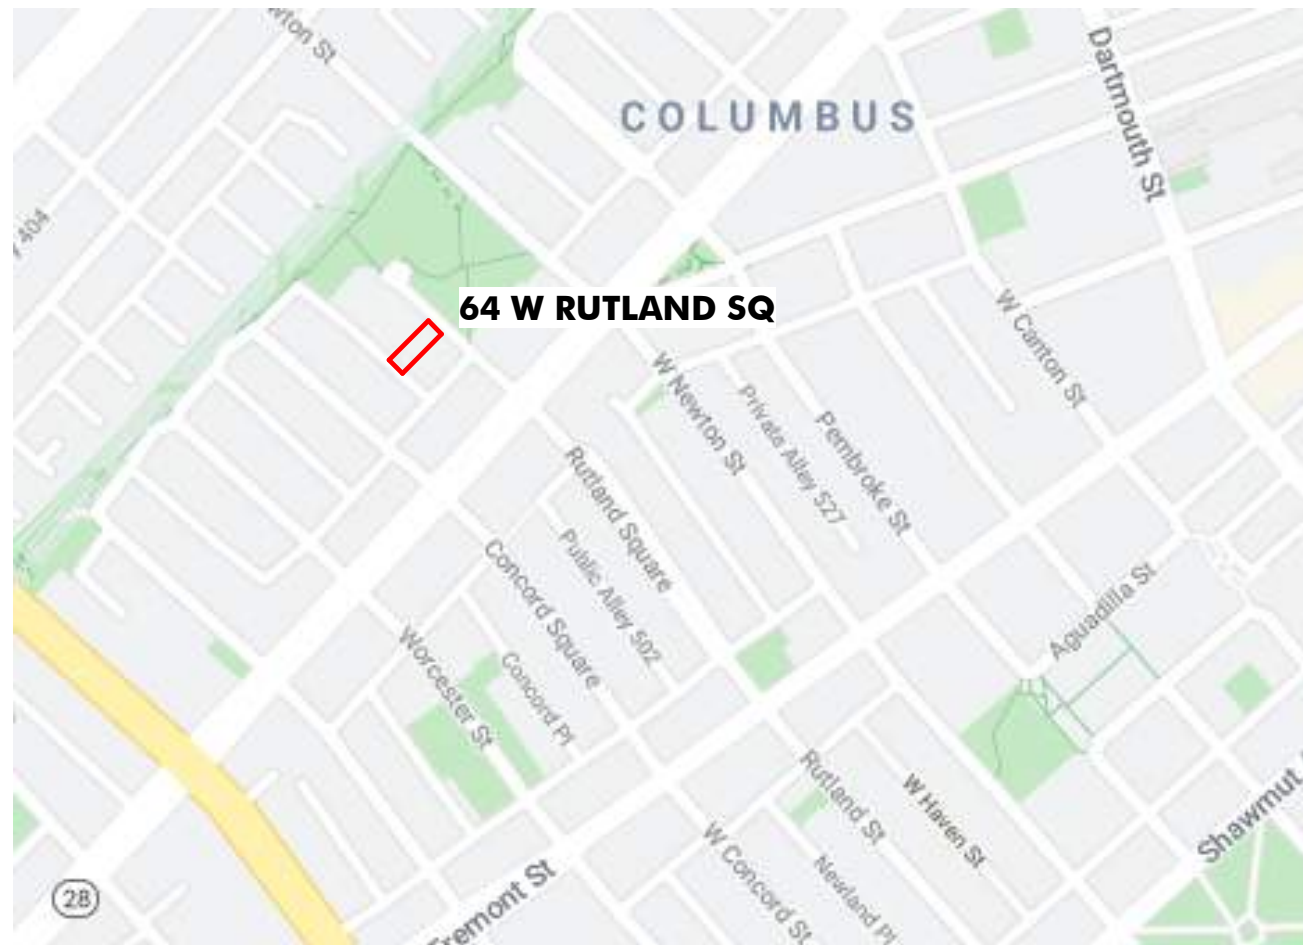 wton St
COLUMBUS
Dartmouth St
404
64 W RUTLAND SQ
W Canton St
W Newton St
Private Alley 527
Pembroke St
Rutland Square
Public Alley 502
Concord Square
Aguadilla St
Worcester St
Concord Pl
Rutland St
W Haven St
Shawmut
W Concord St
Newland Pl
28
Tremont St